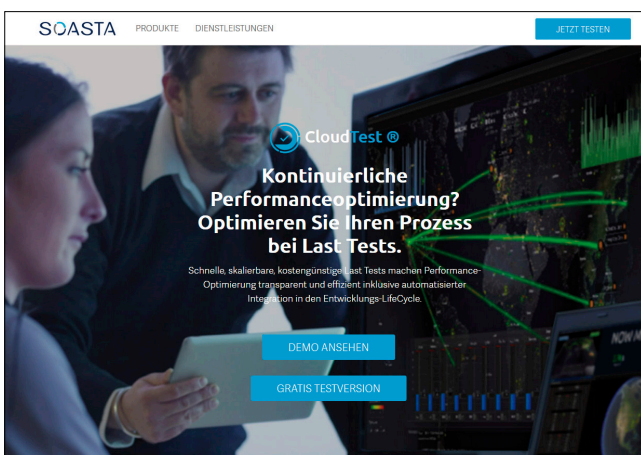 SOASTA PRODUKTE DIENSTLEISTUNGEN JETZT TESTEN
CloudTest ®
Kontinuierliche
Performanceoptimierung?
Optimieren Sie Ihren Prozess
bei Last Tests.
Schnelle, skalierbare, kostengünstige Last Tests machen Performance-
Optimierung transparent und effizient inklusive automatisierter
Integration in den Entwicklungs-LifeCycle.
DEMO ANSEHEN
GRATIS TESTVERSION